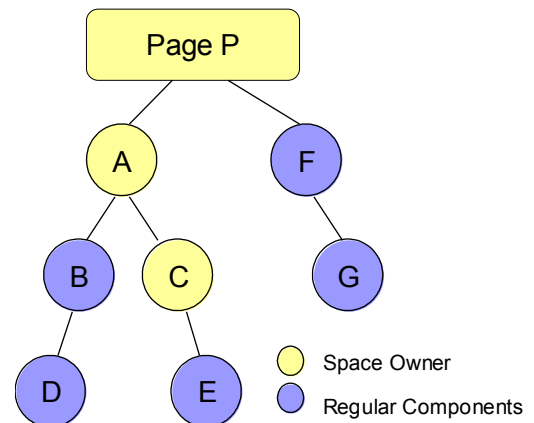 Page P
A
F
B
C
G
D
E
Space Owner
Regular Components